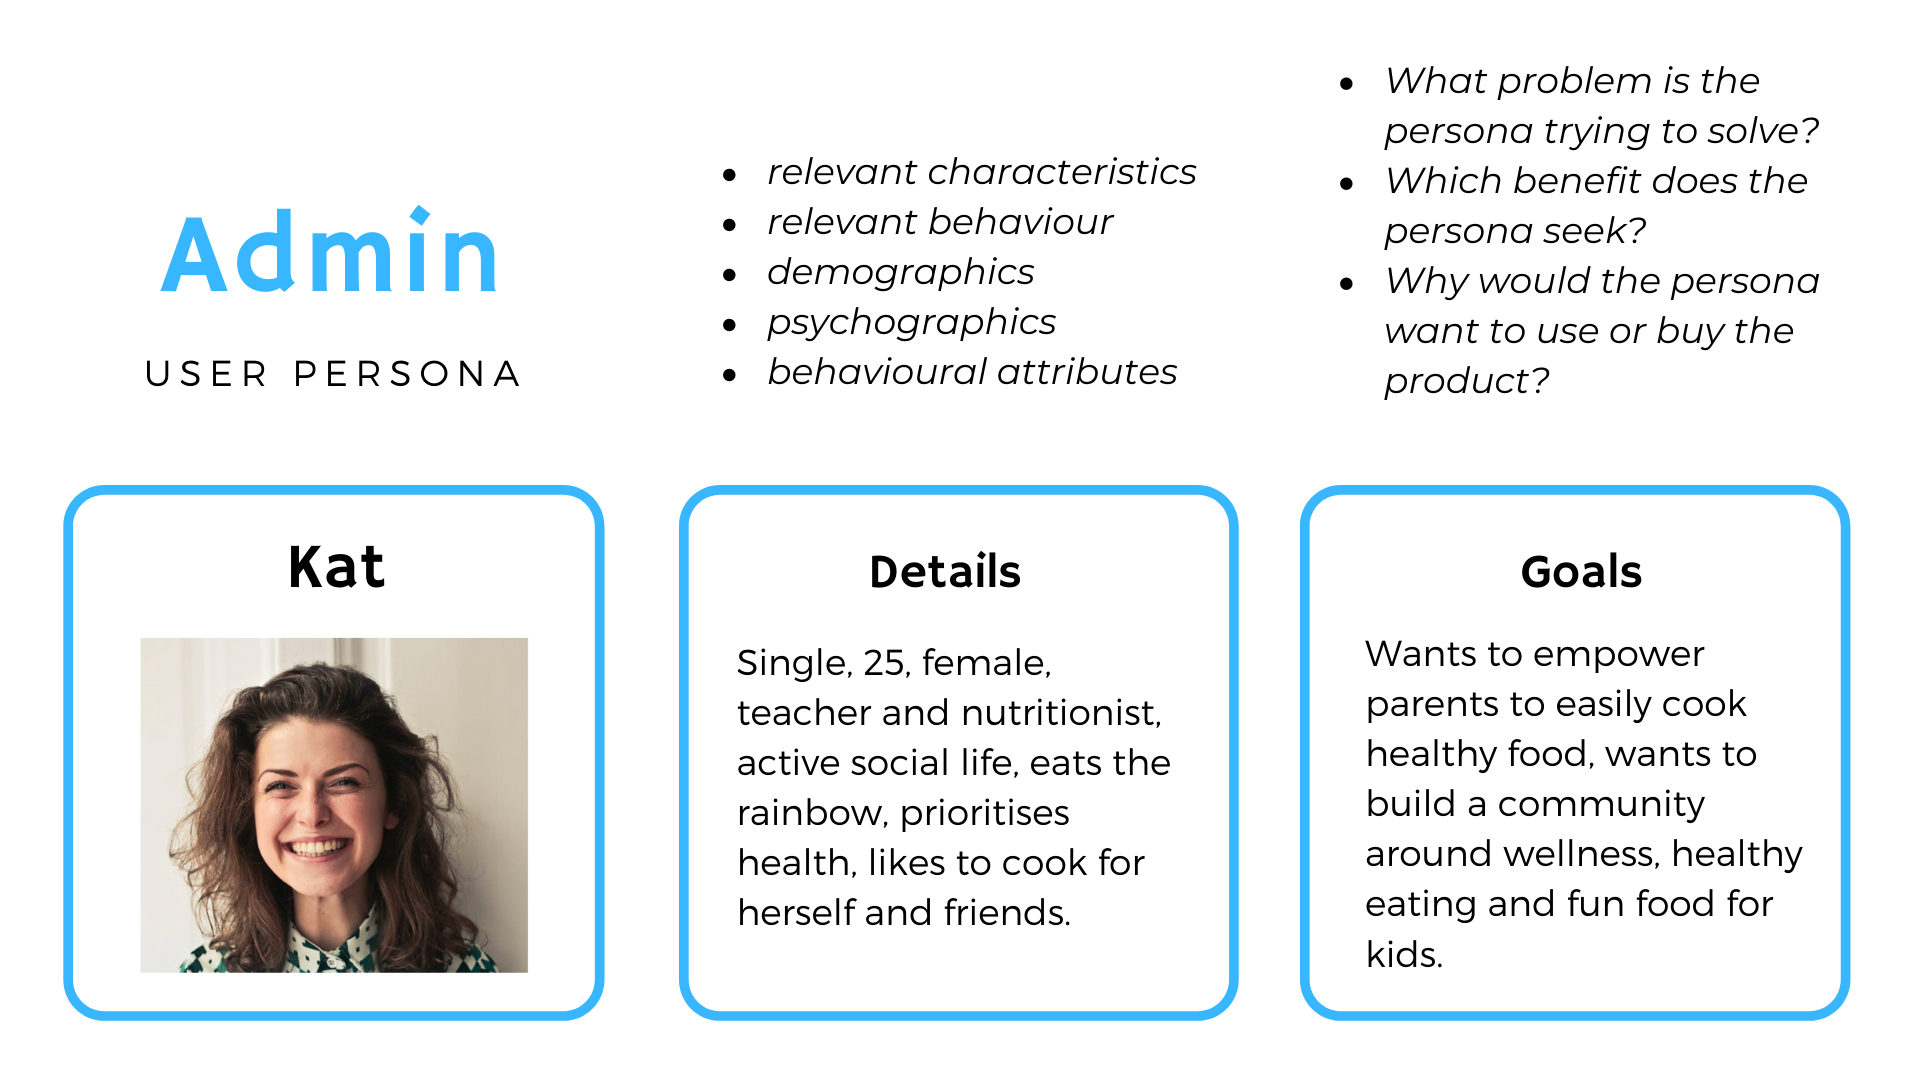 Admin
USER PERSONA
relevant characteristics
relevant behaviour
demographics
psychographics
behavioural attributes
What problem is the
persona trying to solve?
Which benefit does the
persona seek?
Why would the persona
want to use or buy the
product?
Kat
Details
Single, 25, female,
teacher and nutritionist,
active social life, eats the
rainbow, prioritises
health, likes to cook for
herself and friends.
Goals
Wants to empower
parents to easily cook
healthy food, wants to
build a community
around wellness, healthy
eating and fun food for
kids.